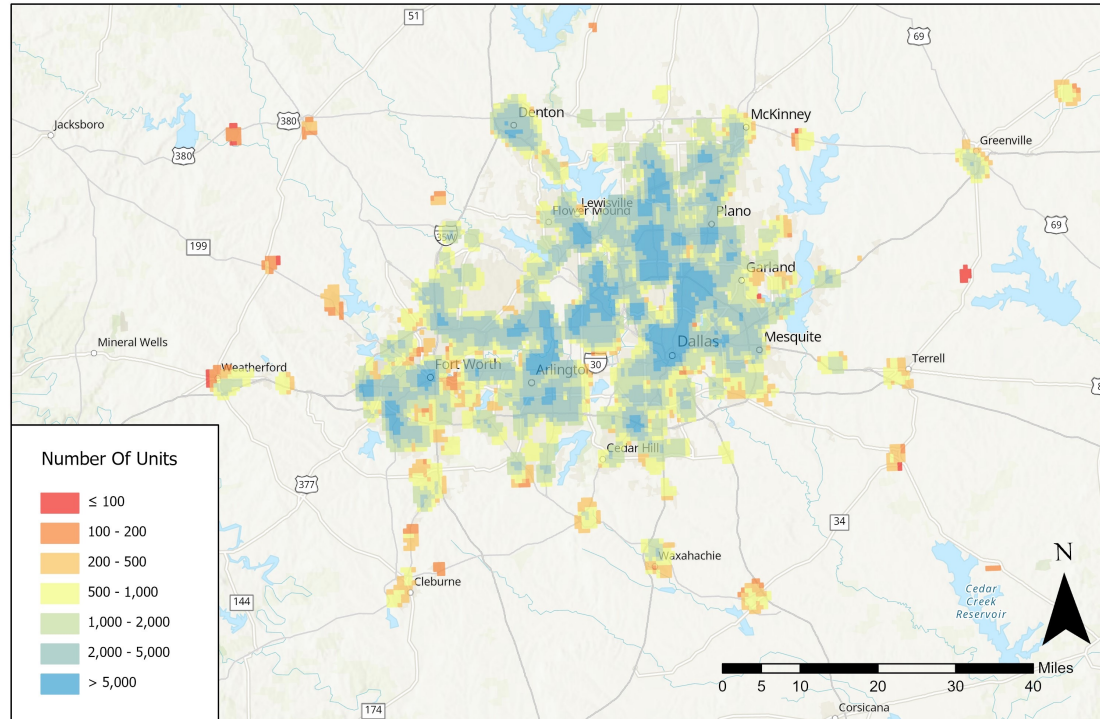 51
69
Jacksboro
380
Denton
McKinney
Greenville
380
Lewisville
Flower Mound
Plano
69
35W
199
Garland
Mineral Wells
Dallas
Mesquite
Weatherford
Fort Worth
30
Arlington
Terrell
8
Cedar Hill
377
34
Waxahachie
Cleburne
144
Cedar
Creek
Reservoir
174
Corsicana
Number Of Units
≤ 100
100 - 200
200 - 500
500 - 1,000
1,000 - 2,000
2,000 - 5,000
> 5,000
N
Miles
0 5 10 20 30 40